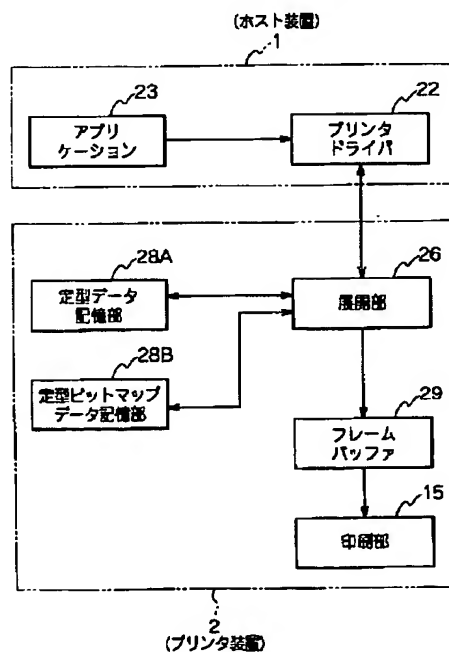 (ホスト装置)
1
23
22
アプリ
ケーション
プリンタ
ドライバ
28A
26
定型データ
記憶部
展開部
28B
定型ビットマップ
データ記憶部
29
フレーム
バッファ
15
印刷部
2
(プリンタ装置)